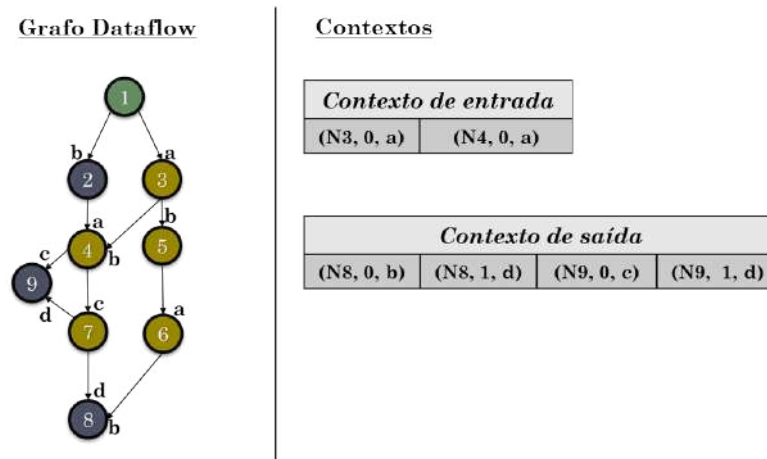 Grafo Dataflow
Contextos
1
Contexto de entrada
(N3, 0, a) (N4, 0, a)
b a
2 3
a b
4 b 5
c
9
Contexto de saída
(N8, 0, b) (N8, 1, d) (N9, 0, c) (N9, 1, d)
d c a
7 6
d
8 b